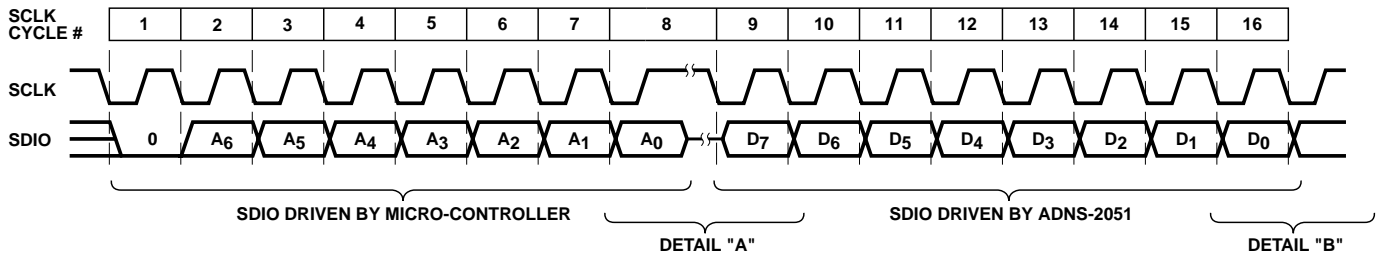 SCLK
CYCLE #
1 2 3 4 5 6 7 8 9 10 11 12 13 14 15 16
SCLK
SDIO
0 A6 A5 A4 A3 A2 A1 A0 D7 D6 D5 D4 D3 D2 D1 D0
SDIO DRIVEN BY MICRO-CONTROLLER SDIO DRIVEN BY ADNS-2051
DETAIL "A" DETAIL "B"